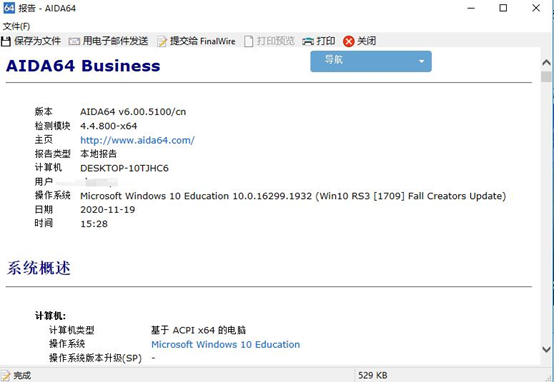 64 报告 - AIDA64
文件(F)
保存为文件 用电子邮件发送 提交给 FinalWire 打印预览 打印 关闭
导航
AIDA64 Business
版本 AIDA64 v6.00.5100/cn
检测模块 4.4.800-x64
主页 http://www.aida64.com/
报告类型 本地报告
计算机 DESKTOP-10TJHC6
用户
操作系统 Microsoft Windows 10 Education 10.0.16299.1932 (Win10 RS3 [1709] Fall Creators Update)
日期 2020-11-19
时间 15:28
系统概述
计算机:
计算机类型 基于 ACPI x64 的电脑
操作系统 Microsoft Windows 10 Education
操作系统版本升级(SP) -
完成 529 KB